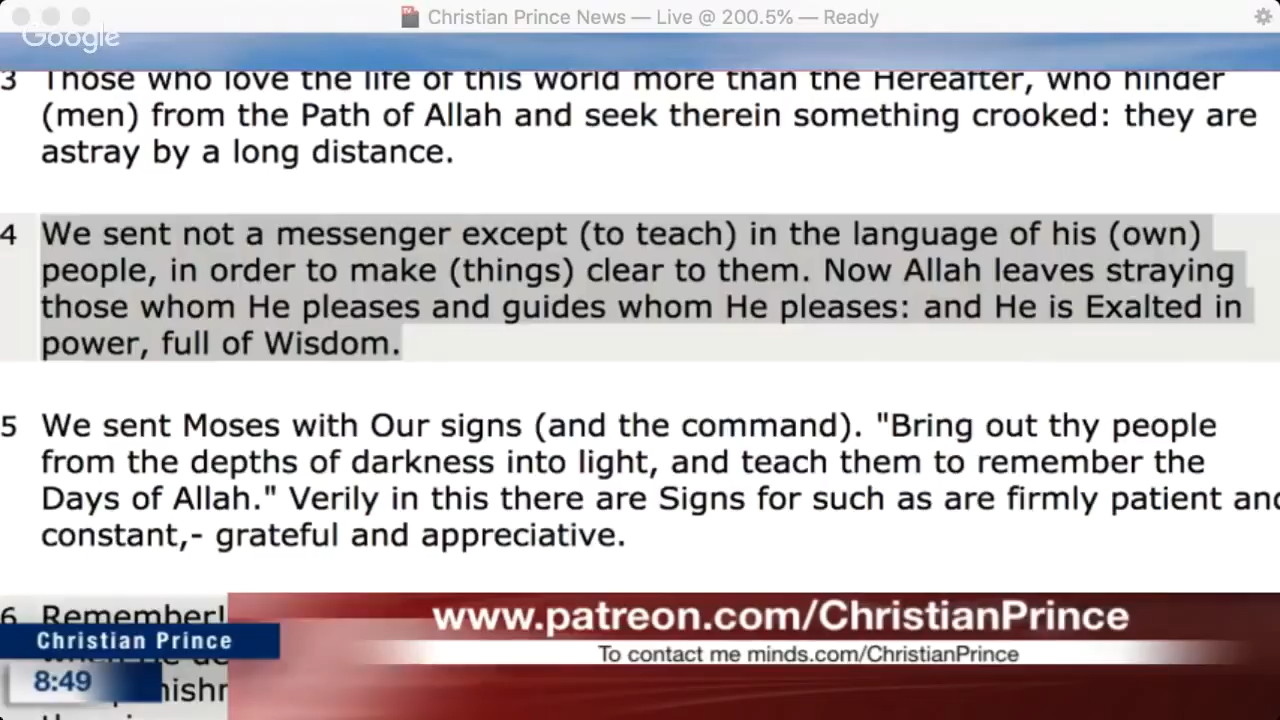 Christian Prince News — Live @ 200.5% — Ready
Google
3 Those who love the life of this world more than the Hereafter, who hinder
(men) from the Path of Allah and seek therein something crooked: they are
astray by a long distance.
4 We sent not a messenger except (to teach) in the language of his (own)
people, in order to make (things) clear to them. Now Allah leaves straying
those whom He pleases and guides whom He pleases: and He is Exalted in
power, full of Wisdom.
5 We sent Moses with Our signs (and the command). "Bring out thy people
from the depths of darkness into light, and teach them to remember the
Days of Allah." Verily in this there are Signs for such as are firmly patient and
constant,- grateful and appreciative.
6 Remember!
www.patreon.com/ChristianPrince
Christian Prince
To contact me minds.com/ChristianPrince
8:49